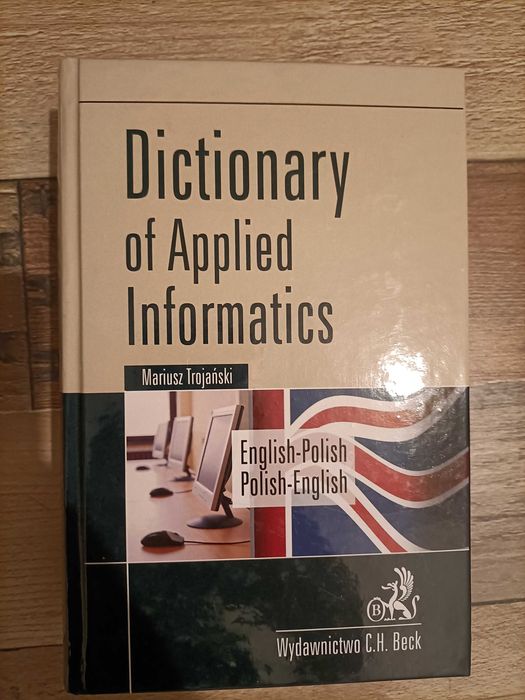 Dictionary
of Applied
Informatics
Mariusz Trojański
English-Polish
Polish-English
B
Wydawnictwo C.H. Beck